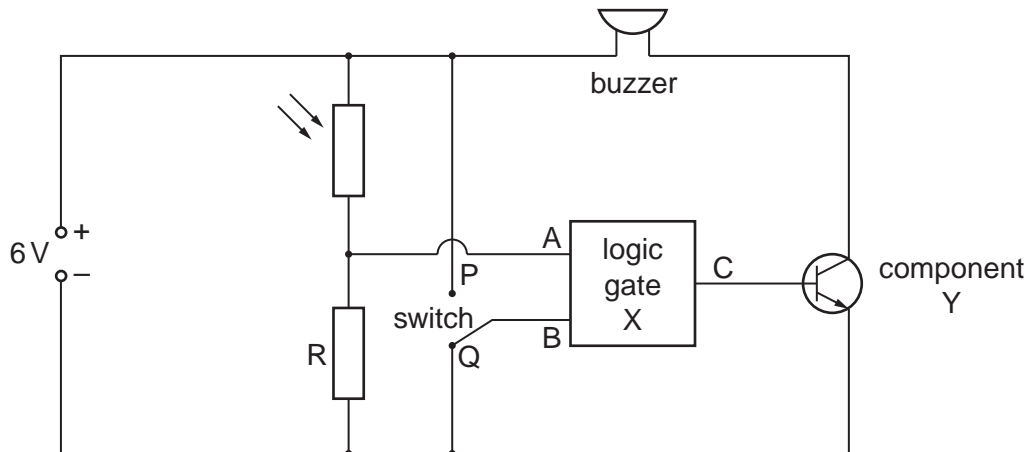 buzzer
6 V
+
–
A
P
switch
B
Q
R
logic
gate
X
C
component
Y